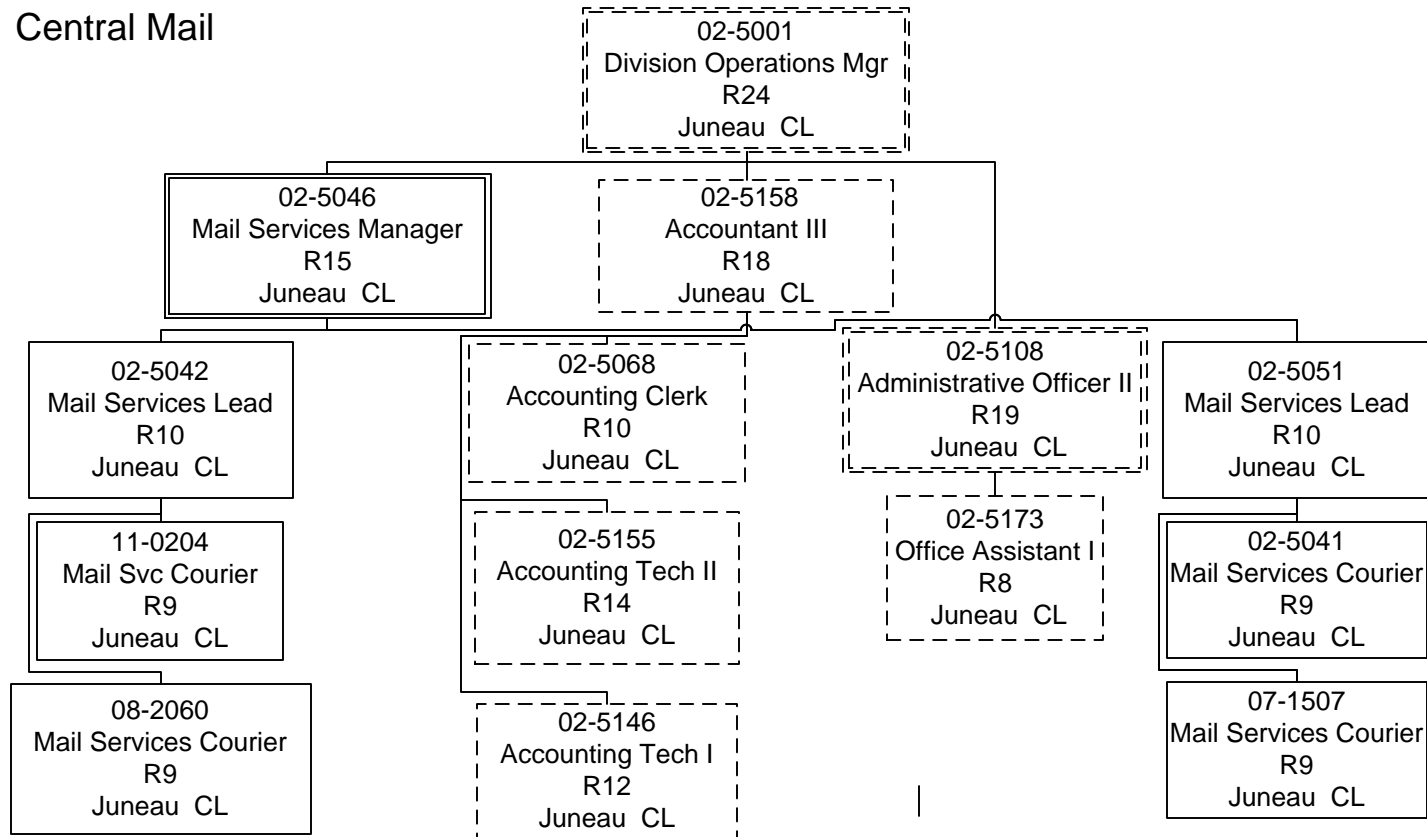 Central Mail
02-5001
Division Operations Mgr
R24
Juneau CL
02-5046
Mail Services Manager
R15
Juneau CL
02-5158
Accountant III
R18
Juneau CL
02-5042
Mail Services Lead
R10
Juneau CL
02-5068
Accounting Clerk
R10
Juneau CL
02-5108
Administrative Officer II
R19
Juneau CL
02-5051
Mail Services Lead
R10
Juneau CL
11-0204
Mail Svc Courier
R9
Juneau CL
02-5155
Accounting Tech II
R14
Juneau CL
02-5173
Office Assistant I
R8
Juneau CL
02-5041
Mail Services Courier
R9
Juneau CL
08-2060
Mail Services Courier
R9
Juneau CL
02-5146
Accounting Tech I
R12
Juneau CL
07-1507
Mail Services Courier
R9
Juneau CL